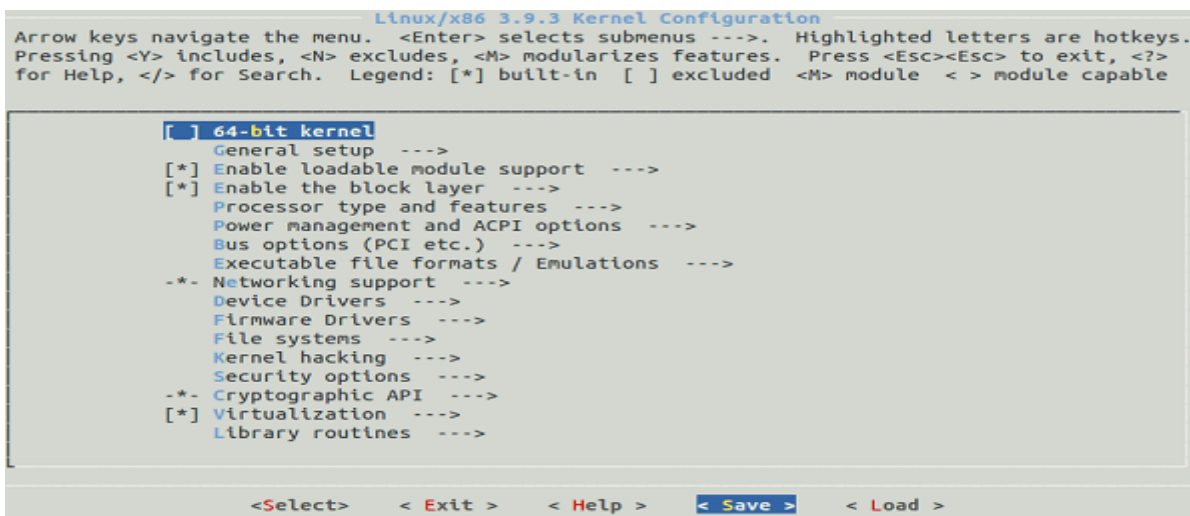 Linux/x86 3.9.3 Kernel Configuration
Arrow keys navigate the menu.  <Enter> selects submenus --->.  Highlighted letters are hotkeys.
Pressing <Y> includes, <N> excludes, <M> modularizes features.  Press <Esc><Esc> to exit, <?>
for Help, </> for Search.  Legend: [*] built-in  [ ] excluded  <M> module  < > module capable
[ ] 64-bit kernel
General setup  --->
[*] Enable loadable module support  --->
[*] Enable the block layer  --->
Processor type and features  --->
Power management and ACPI options  --->
Bus options (PCI etc.)  --->
Executable file formats / Emulations  --->
-*- Networking support  --->
Device Drivers  --->
Firmware Drivers  --->
File systems  --->
Kernel hacking  --->
Security options  --->
-*- Cryptographic API  --->
[*] Virtualization  --->
Library routines  --->
<Select>    < Exit >    < Help >    < Save >    < Load >